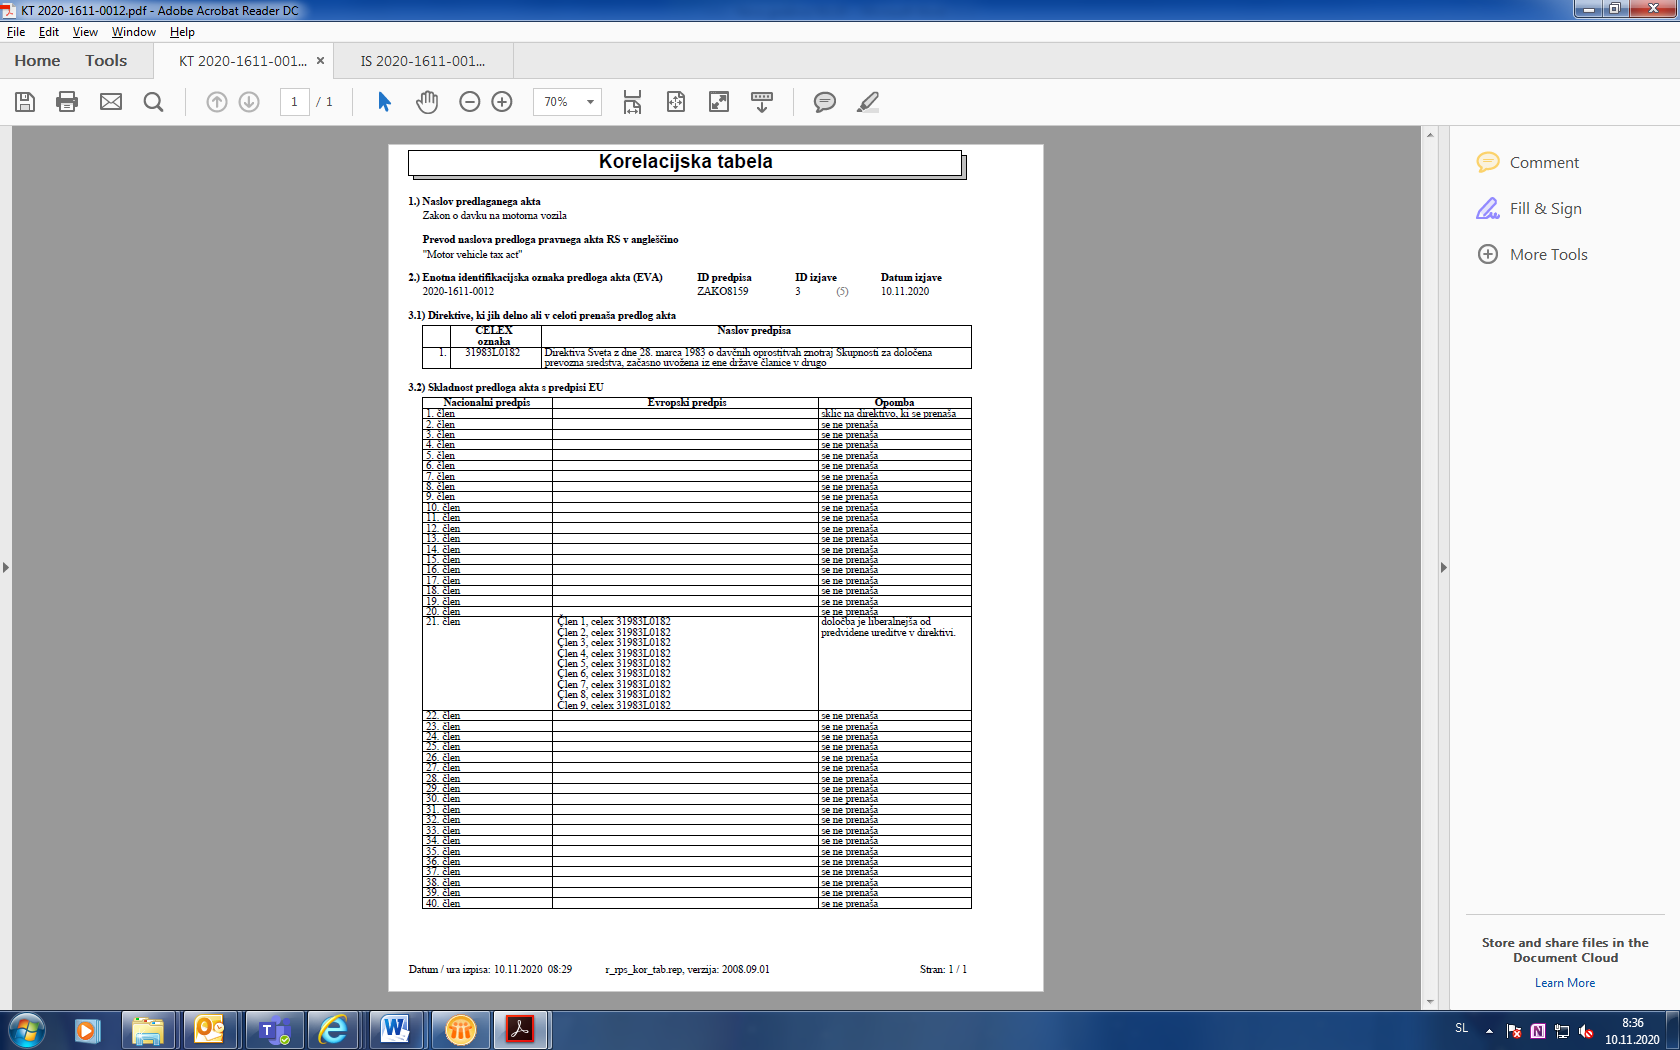 KT 2020-1611-0012.pdf - Adobe Acrobat Reader DC
File Edit View Window Help
Home Tools KT 2020-1611-001... × IS 2020-1611-001...
1 / 1 70%
Korelacijska tabela
1.) Naslov predlaganega akta
Zakon o davku na motorna vozila
Prevod naslova predloga pravnega akta RS v angleščino
"Motor vehicle tax act"
2.) Enotna identifikacijska oznaka predloga akta (EVA) ID predpisa ID izjave Datum izjave
2020-1611-0012 ZAKO8159 3 (5) 10.11.2020
3.1) Direktive, ki jih delno ali v celoti prenaša predlog akta
CELEX oznaka Naslov predpisa
1. 31983L0182 Direktiva Sveta z dne 28. marca 1983 o davčnih oprostitvah znotraj Skupnosti za določena
prevozna sredstva, začasno uvožena iz ene države članice v drugo
3.2) Skladnost predloga akta s predpisi EU
Nacionalni predpis Evropski predpis Opomba
1. člen sklic na direktivo, ki se prenaša
2. člen se ne prenaša
3. člen se ne prenaša
4. člen se ne prenaša
5. člen se ne prenaša
6. člen se ne prenaša
7. člen se ne prenaša
8. člen se ne prenaša
9. člen se ne prenaša
10. člen se ne prenaša
11. člen se ne prenaša
12. člen se ne prenaša
13. člen se ne prenaša
14. člen se ne prenaša
15. člen se ne prenaša
16. člen se ne prenaša
17. člen se ne prenaša
18. člen se ne prenaša
19. člen se ne prenaša
20. člen se ne prenaša
21. člen Člen 1, celex 31983L0182 določba je liberalnejša od
Člen 2, celex 31983L0182 predvidene ureditve v direktivi.
Člen 3, celex 31983L0182
Člen 4, celex 31983L0182
Člen 5, celex 31983L0182
Člen 6, celex 31983L0182
Člen 7, celex 31983L0182
Člen 8, celex 31983L0182
Člen 9, celex 31983L0182
22. člen se ne prenaša
23. člen se ne prenaša
24. člen se ne prenaša
25. člen se ne prenaša
26. člen se ne prenaša
27. člen se ne prenaša
28. člen se ne prenaša
29. člen se ne prenaša
30. člen se ne prenaša
31. člen se ne prenaša
32. člen se ne prenaša
33. člen se ne prenaša
34. člen se ne prenaša
35. člen se ne prenaša
36. člen se ne prenaša
37. člen se ne prenaša
38. člen se ne prenaša
39. člen se ne prenaša
40. člen se ne prenaša
Datum / ura izpisa: 10.11.2020 08:29 r_rps_kor_tab.rep, verzija: 2008.09.01 Stran: 1 / 1
Comment
Fill & Sign
More Tools
Store and share files in the
Document Cloud
Learn More
SL 8:36
10.11.2020